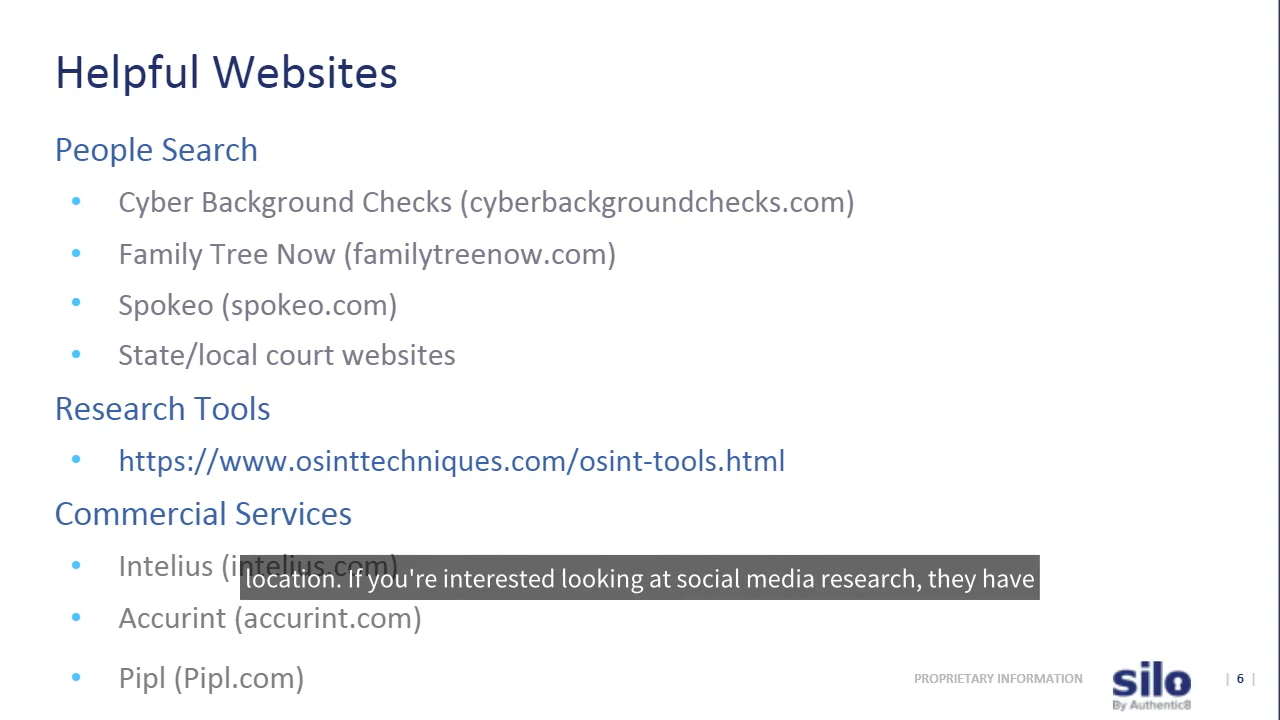 Helpful Websites
People Search
• Cyber Background Checks (cyberbackgroundchecks.com)
• Family Tree Now (familytreenow.com)
• Spokeo (spokeo.com)
• State/local court websites
Research Tools
• https://www.osinttechniques.com/osint-tools.html
Commercial Services
• Intelius (intelius.com)
location. If you're interested looking at social media research, they have
• Accurint (accurint.com)
• Pipl (Pipl.com)
PROPRIETARY INFORMATION
silo
By Authentic8
| 6 |